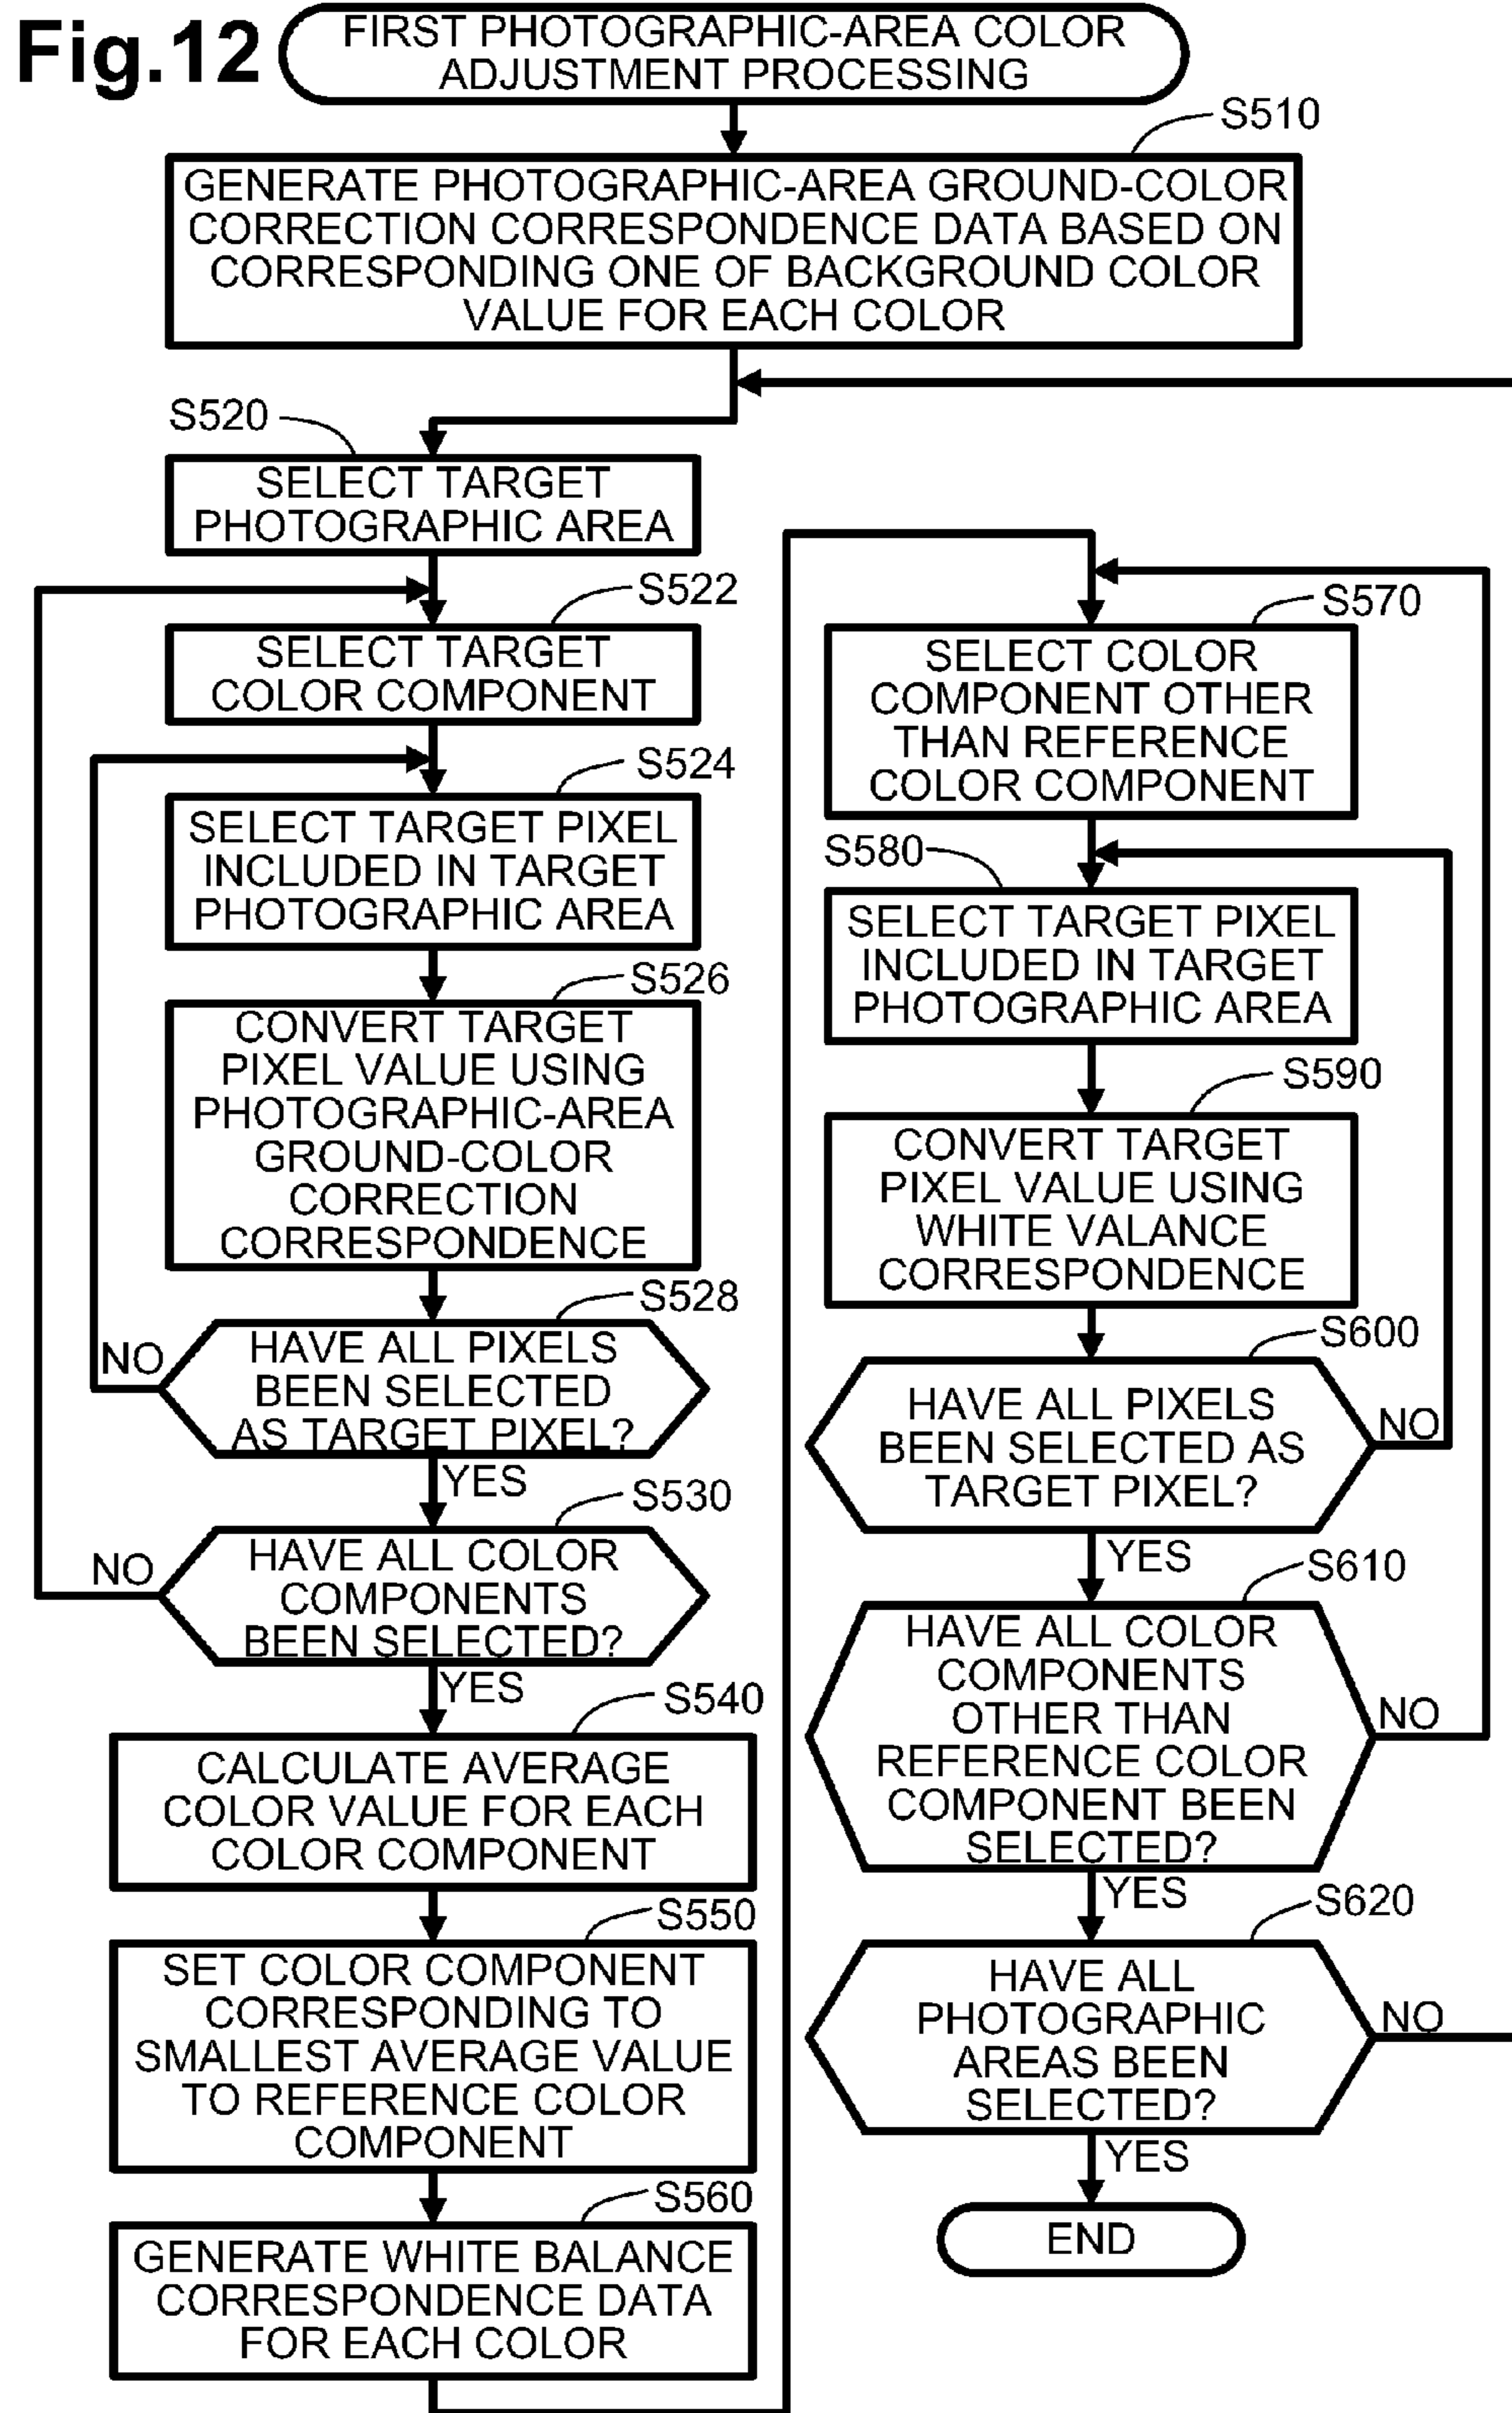 Fig.12
FIRST PHOTOGRAPHIC-AREA COLOR
ADJUSTMENT PROCESSING
S510
GENERATE PHOTOGRAPHIC-AREA GROUND-COLOR
CORRECTION CORRESPONDENCE DATA BASED ON
CORRESPONDING ONE OF BACKGROUND COLOR
VALUE FOR EACH COLOR
S520
SELECT TARGET
PHOTOGRAPHIC AREA
S522
SELECT TARGET
COLOR COMPONENT
S524
SELECT TARGET PIXEL
INCLUDED IN TARGET
PHOTOGRAPHIC AREA
S526
CONVERT TARGET
PIXEL VALUE USING
PHOTOGRAPHIC-AREA
GROUND-COLOR
CORRECTION
CORRESPONDENCE
S528
HAVE ALL PIXELS
BEEN SELECTED
AS TARGET PIXEL?
NO
YES
S530
HAVE ALL COLOR
COMPONENTS
BEEN SELECTED?
NO
YES
S540
CALCULATE AVERAGE
COLOR VALUE FOR EACH
COLOR COMPONENT
S550
SET COLOR COMPONENT
CORRESPONDING TO
SMALLEST AVERAGE VALUE
TO REFERENCE COLOR
COMPONENT
S560
GENERATE WHITE BALANCE
CORRESPONDENCE DATA
FOR EACH COLOR
S570
SELECT COLOR
COMPONENT OTHER
THAN REFERENCE
COLOR COMPONENT
S580
SELECT TARGET PIXEL
INCLUDED IN TARGET
PHOTOGRAPHIC AREA
S590
CONVERT TARGET
PIXEL VALUE USING
WHITE VALANCE
CORRESPONDENCE
S600
HAVE ALL PIXELS
BEEN SELECTED AS
TARGET PIXEL?
NO
YES
S610
HAVE ALL COLOR
COMPONENTS
OTHER THAN
REFERENCE COLOR
COMPONENT BEEN
SELECTED?
NO
YES
S620
HAVE ALL
PHOTOGRAPHIC
AREAS BEEN
SELECTED?
NO
YES
END